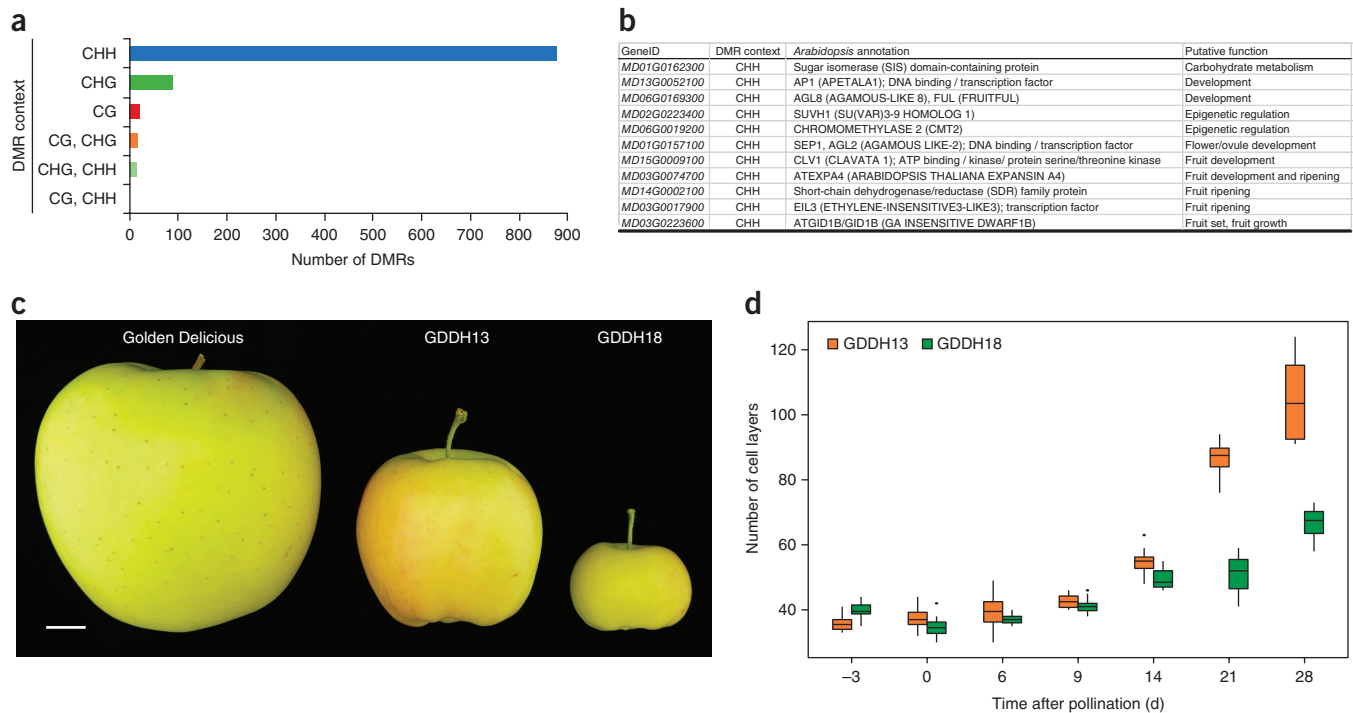 a
DMR context
CHH
CHG
CG
CG, CHG
CHG, CHH
CG, CHH
0 100 200 300 400 500 600 700 800 900
Number of DMRs
b
GeneID DMR context Arabidopsis annotation Putative function
MD01G0162300 CHH Sugar isomerase (SIS) domain-containing protein Carbohydrate metabolism
MD13G0052100 CHH AP1 (APETALA1); DNA binding / transcription factor Development
MD06G0169300 CHH AGL8 (AGAMOUS-LIKE 8), FUL (FRUITFUL) Development
MD02G0223400 CHH SUVH1 (SU(VAR)3-9 HOMOLOG 1) Epigenetic regulation
MD06G0019200 CHH CHROMOMETHYLASE 2 (CMT2) Epigenetic regulation
MD01G0157100 CHH SEP1, AGL2 (AGAMOUS LIKE-2); DNA binding / transcription factor Flower/ovule development
MD15G0009100 CHH CLV1 (CLAVATA 1); ATP binding / kinase/ protein serine/threonine kinase Fruit development
MD03G0074700 CHH ATEXPA4 (ARABIDOPSIS THALIANA EXPANSIN A4) Fruit development and ripening
MD14G0002100 CHH Short-chain dehydrogenase/reductase (SDR) family protein Fruit ripening
MD03G0017900 CHH EIL3 (ETHYLENE-INSENSITIVE3-LIKE3); transcription factor Fruit ripening
MD03G0223600 CHH ATGID1B/GID1B (GA INSENSITIVE DWARF1B) Fruit set, fruit growth
c
Golden Delicious GDDH13 GDDH18
d
GDDH13 GDDH18
Number of cell layers
120
100
80
60
40
–3 0 6 9 14 21 28
Time after pollination (d)